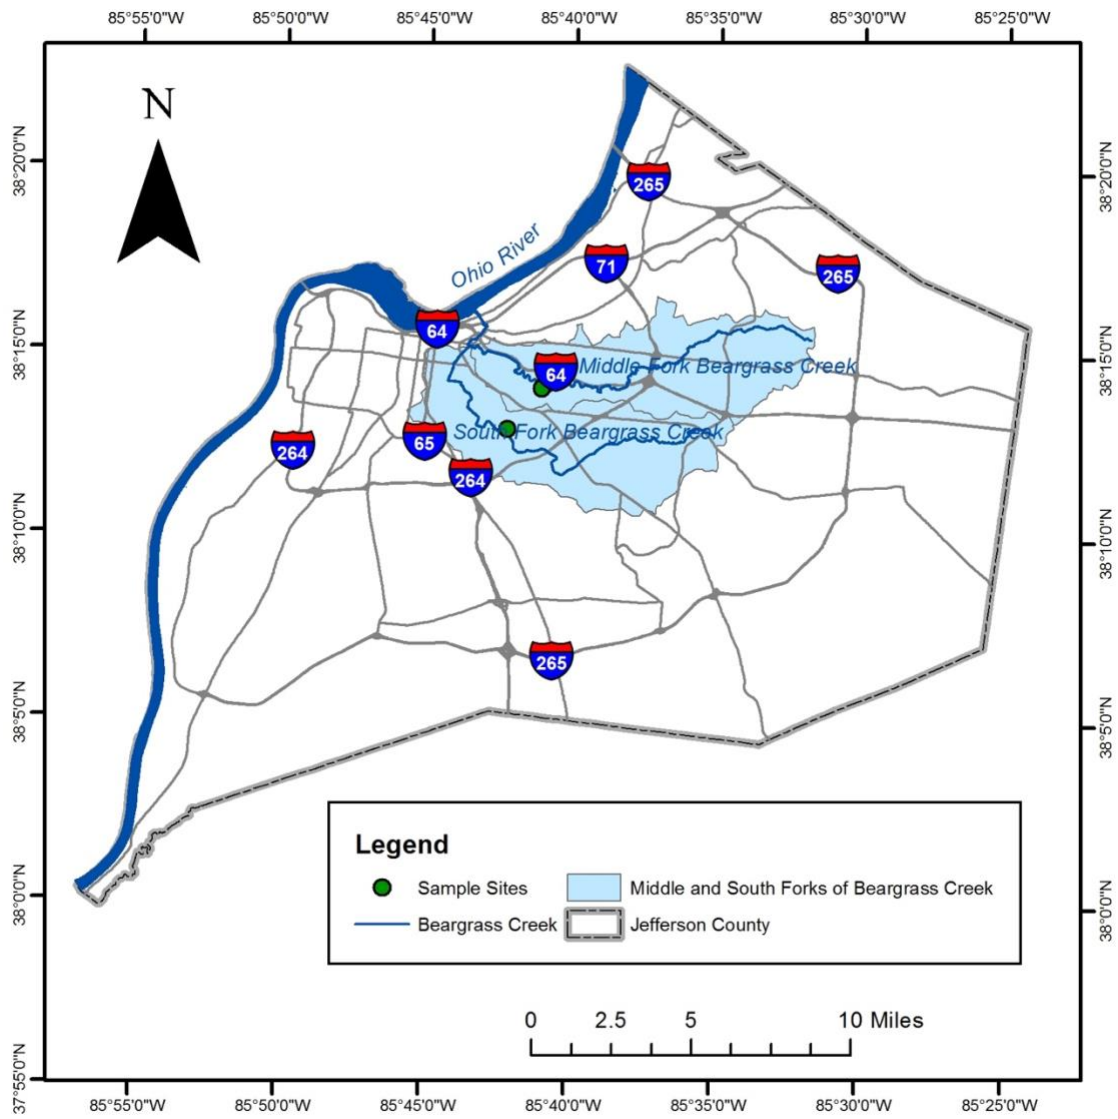 85°55'0"W 85°50'0"W 85°45'0"W 85°40'0"W 85°35'0"W 85°30'0"W 85°25'0"W
N
38°20'0"N
38°20'0"N
265
Ohio River
71
265
64
38°15'0"N
38°15'0"N
64
Middle Fork Beargrass Creek
South Fork Beargrass Creek
264
65
264
38°10'0"N
38°10'0"N
265
38°5'0"N
38°5'0"N
Legend
Sample Sites
Middle and South Forks of Beargrass Creek
Beargrass Creek
Jefferson County
38°0'0"N
38°0'0"N
0 2.5 5 10 Miles
37°55'0"N
85°55'0"W 85°50'0"W 85°45'0"W 85°40'0"W 85°35'0"W 85°30'0"W 85°25'0"W